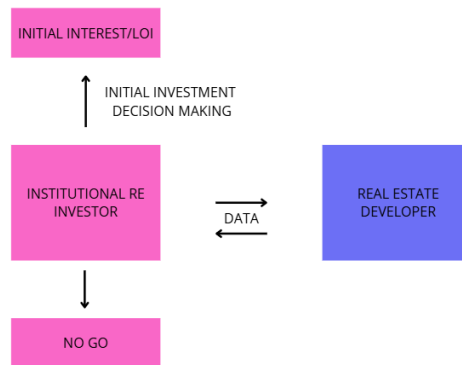 INITIAL INTEREST/LOI
INITIAL INVESTMENT
DECISION MAKING
INSTITUTIONAL RE
INVESTOR
DATA
REAL ESTATE
DEVELOPER
NO GO